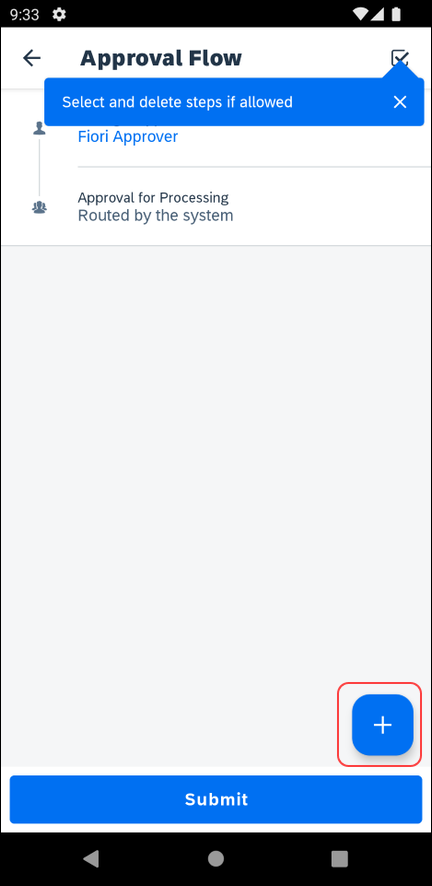 9:33
Approval Flow
Select and delete steps if allowed
Fiori Approver
Approval for Processing
Routed by the system
Submit